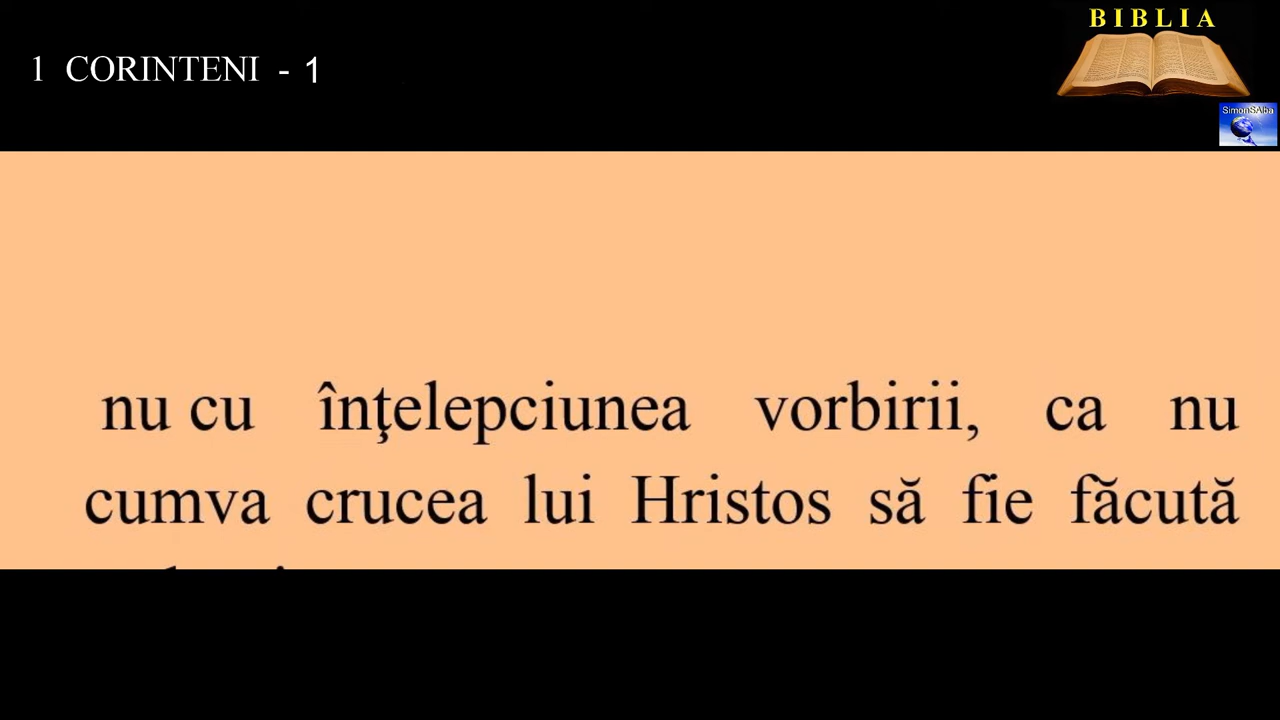 BIBLIA
1 CORINTENI - 1
SimonSAlba
nu cu înţelepciunea vorbirii, ca nu
cumva crucea lui Hristos să fie făcută